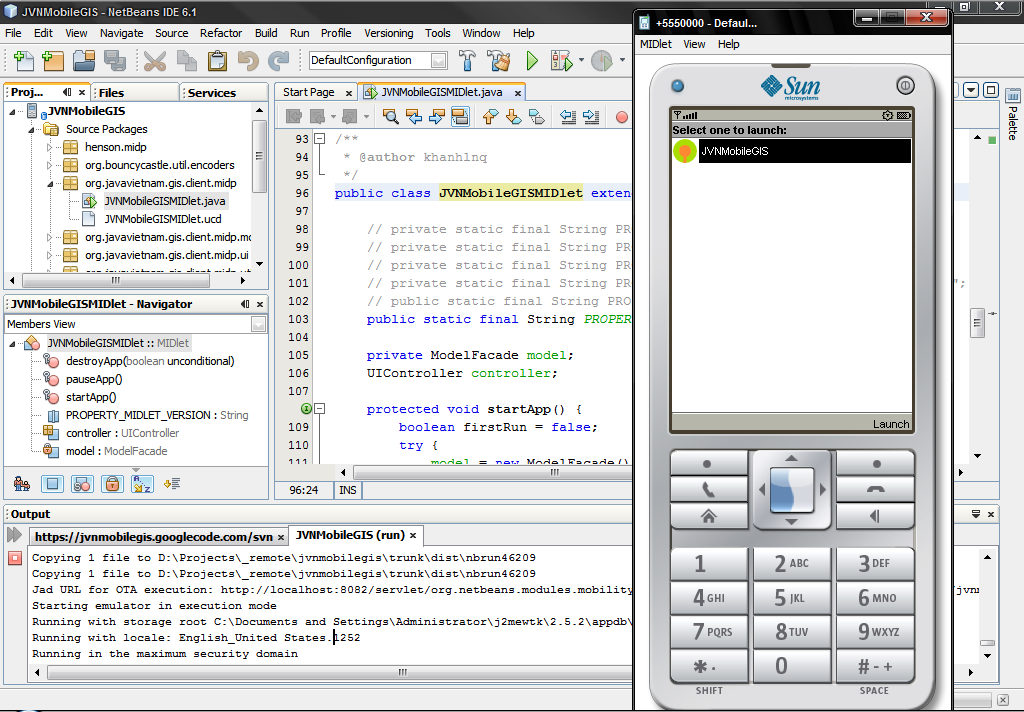 JVNMobileGIS - NetBeans IDE 6.1
File Edit View Navigate Source Refactor Build Run Profile Versioning Tools Window Help
DefaultConfiguration
Proj... Files Services
JVNMobileGIS
Source Packages
henson.midp
org.bouncycastle.util.encoders
org.javavietnam.gis.client.midp
JVNMobileGISMIDlet.java
JVNMobileGISMIDlet.ucd
org.javavietnam.gis.client.midp.mo
org.javavietnam.gis.client.midp.ui
JVNMobileGISMIDlet - Navigator
Members View
JVNMobileGISMIDlet :: MIDlet
destroyApp(boolean unconditional)
pauseApp()
startApp()
PROPERTY_MIDLET_VERSION : String
controller : UIController
model : ModelFacade
Start Page JVNMobileGISMIDlet.java
93 /**
94 * @author khanhlnq
95 */
96 public class JVNMobileGISMIDlet extend
97
98 // private static final String PRO
99 // private static final String PRO
100 // private static final String PRO
101 // private static final String PRO
102 // public static final String PROP
103 public static final String PROPER
104
105 private ModelFacade model;
106 UIController controller;
107
protected void startApp() {
109 boolean firstRun = false;
110 try {
111 model = new ModelFacade()
";
96:24 INS
Palette
Output
https://jvnmobilegis.googlecode.com/svn JVNMobileGIS (run)
Copying 1 file to D:\Projects\_remote\jvnmobilegis\trunk\dist\nbrun46209
Copying 1 file to D:\Projects\_remote\jvnmobilegis\trunk\dist\nbrun46209
Jad URL for OTA execution: http://localhost:8082/servlet/org.netbeans.modules.mobility
/jvnm
Starting emulator in execution mode
Running with storage root C:\Documents and Settings\Administrator\j2mewtk\2.5.2\appdb\
Running with locale: English_United States.1252
Running in the maximum security domain
+5550000 - Defaul...
MIDlet View Help
Sun
microsystems
Select one to launch:
JVNMobileGIS
Launch
1 2 ABC 3 DEF
4 GHI 5 JKL 6 MNO
7 PQRS 8 TUV 9 WXYZ
* . 0 # - +
SHIFT SPACE